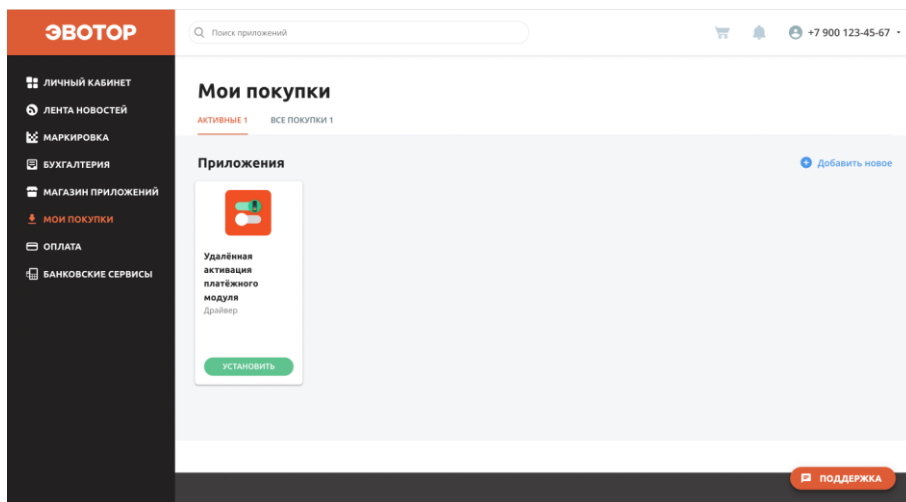 ЭВОТОР
Поиск приложений
+7 900 123-45-67
ЛИЧНЫЙ КАБИНЕТ
ЛЕНТА НОВОСТЕЙ
МАРКИРОВКА
БУХГАЛТЕРИЯ
МАГАЗИН ПРИЛОЖЕНИЙ
МОИ ПОКУПКИ
ОПЛАТА
БАНКОВСКИЕ СЕРВИСЫ
Мои покупки
АКТИВНЫЕ 1 ВСЕ ПОКУПКИ 1
Приложения
Добавить новое
Удалённая
активация
платёжного
модуля
Драйвер
УСТАНОВИТЬ
ПОДДЕРЖКА